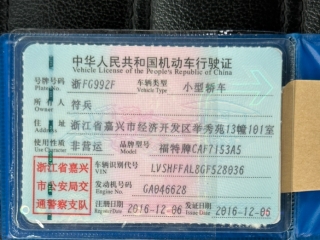 中华人民共和国机动车行驶证
Vehicle License of the People's Republic of China
号牌号码 浙FG992F 车辆类型 小型轿车
Plate No. Vehicle Type
所有人 符兵
Owner
住址 浙江省嘉兴市经济开发区举秀苑13幢101室
Address
使用性质 非营运 品牌型号 福特牌CAF7153A5
Use Character Model
浙江省嘉兴
市公安局交
通警察支队
车辆识别代号 LVSHFFAL8GF528036
VIN
发动机号码 GA046628
Engine No.
注册日期 2016-12-06 发证日期 2016-12-06
Register Date Issue Date